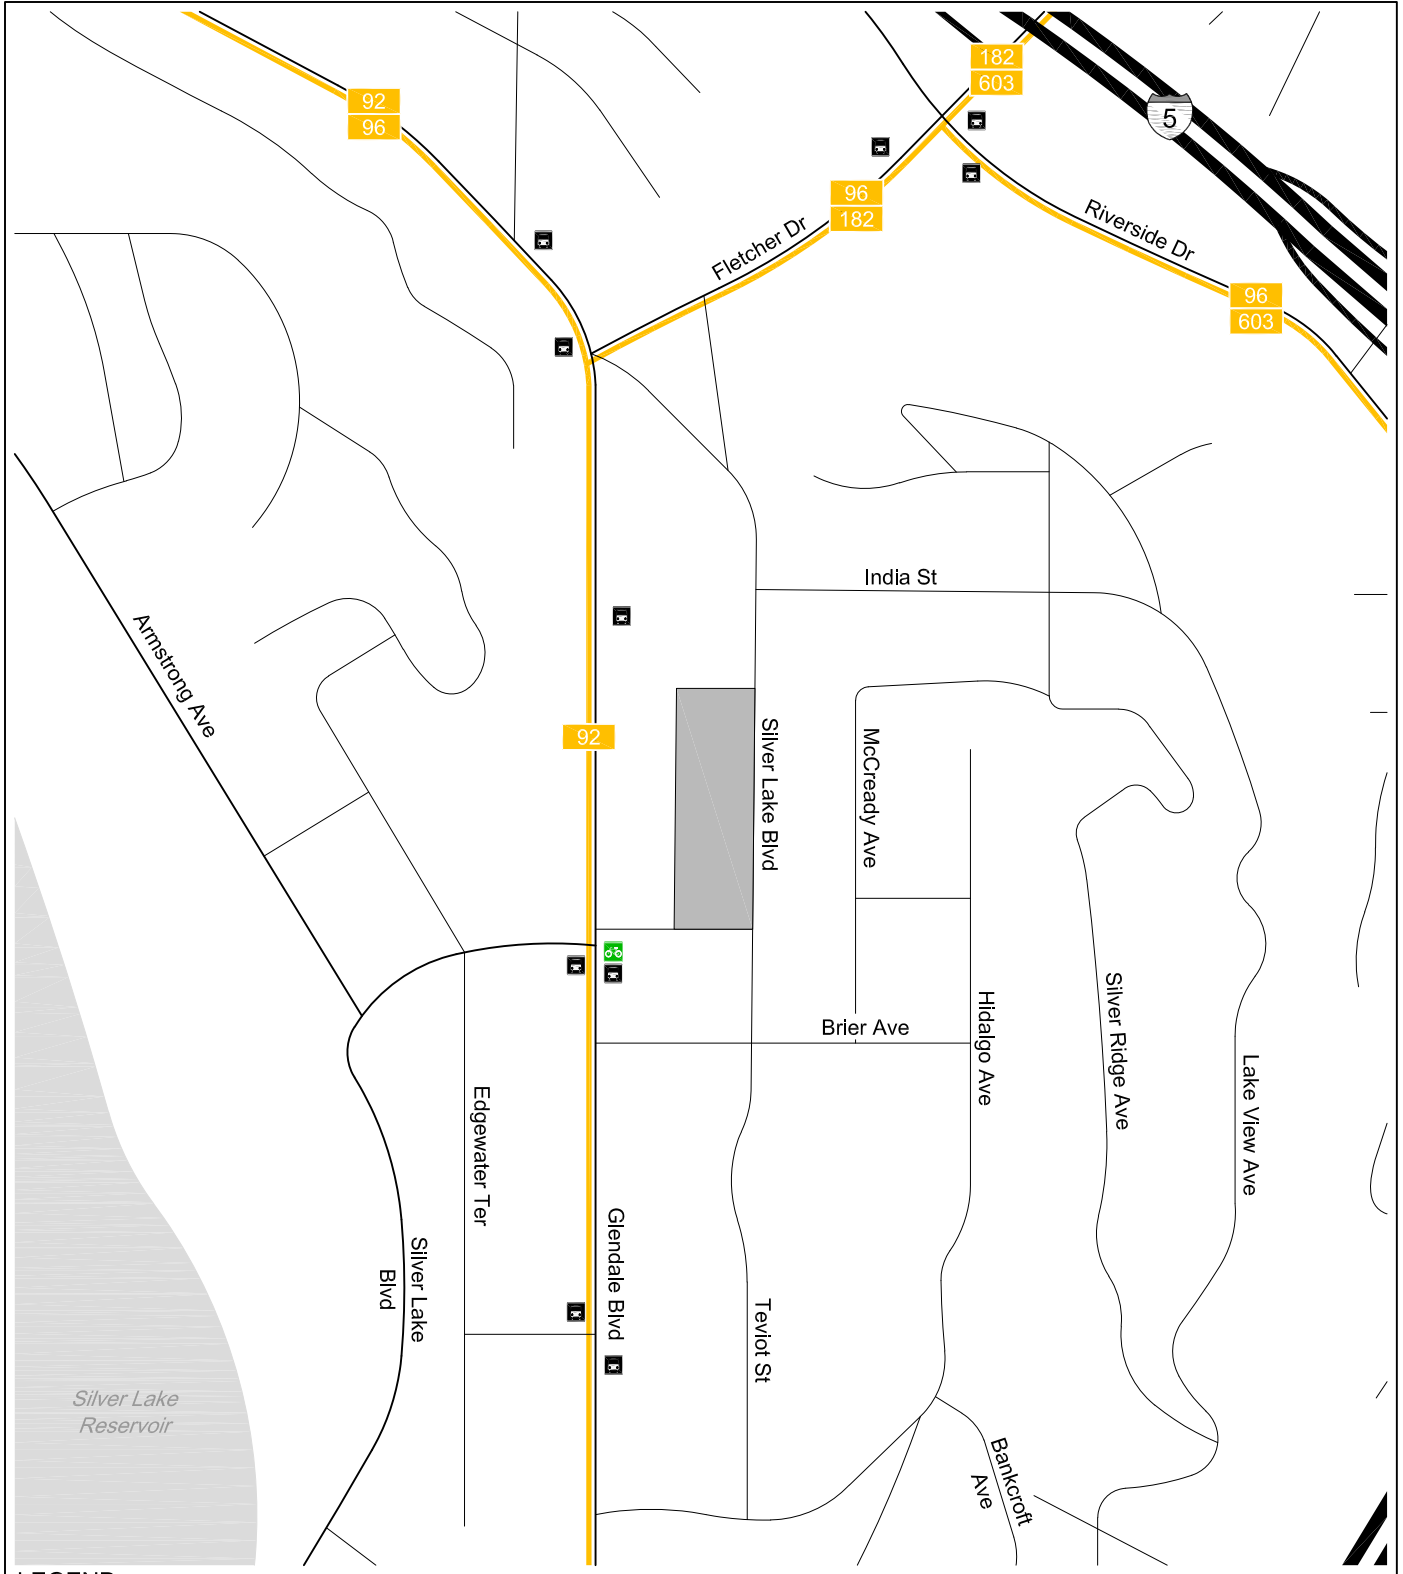 182
603
92
96
5
96
182
Fletcher Dr
Riverside Dr
96
603
India St
Armstrong Ave
92
Silver Lake Blvd
McCready Ave
Brier Ave
Hidalgo Ave
Silver Ridge Ave
Lake View Ave
Edgewater Ter
Glendale Blvd
Silver Lake
Blvd
Teviot St
Silver Lake
Reservoir
Bankcroft
Ave
LEGEND